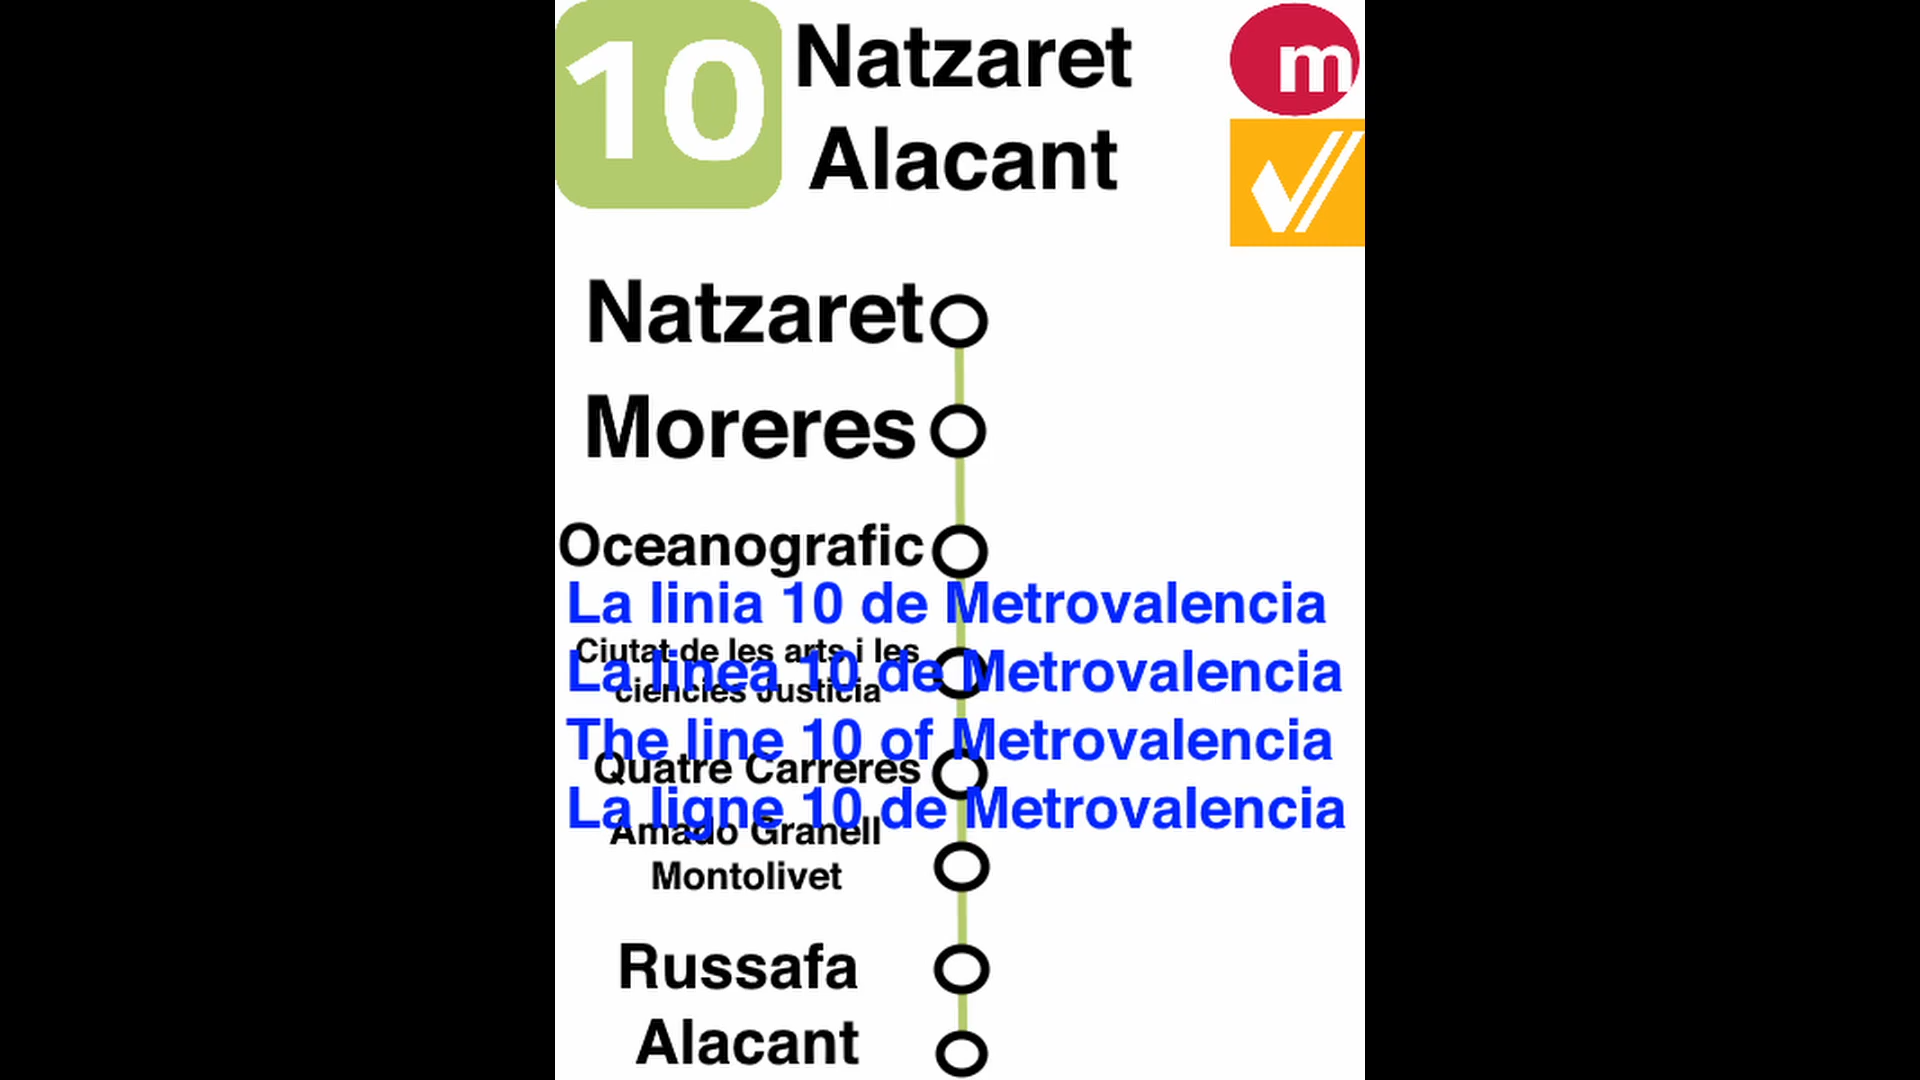 10
Natzaret
Alacant
m
Natzaret
Moreres
Oceanografic
La linia 10 de Metrovalencia
Ciutat de les arts i les
La linea 10 de Metrovalencia
ciencies Justicia
The line 10 of Metrovalencia
Quatre Carreres
La ligne 10 de Metrovalencia
Amado Granell
Montolivet
Russafa
Alacant